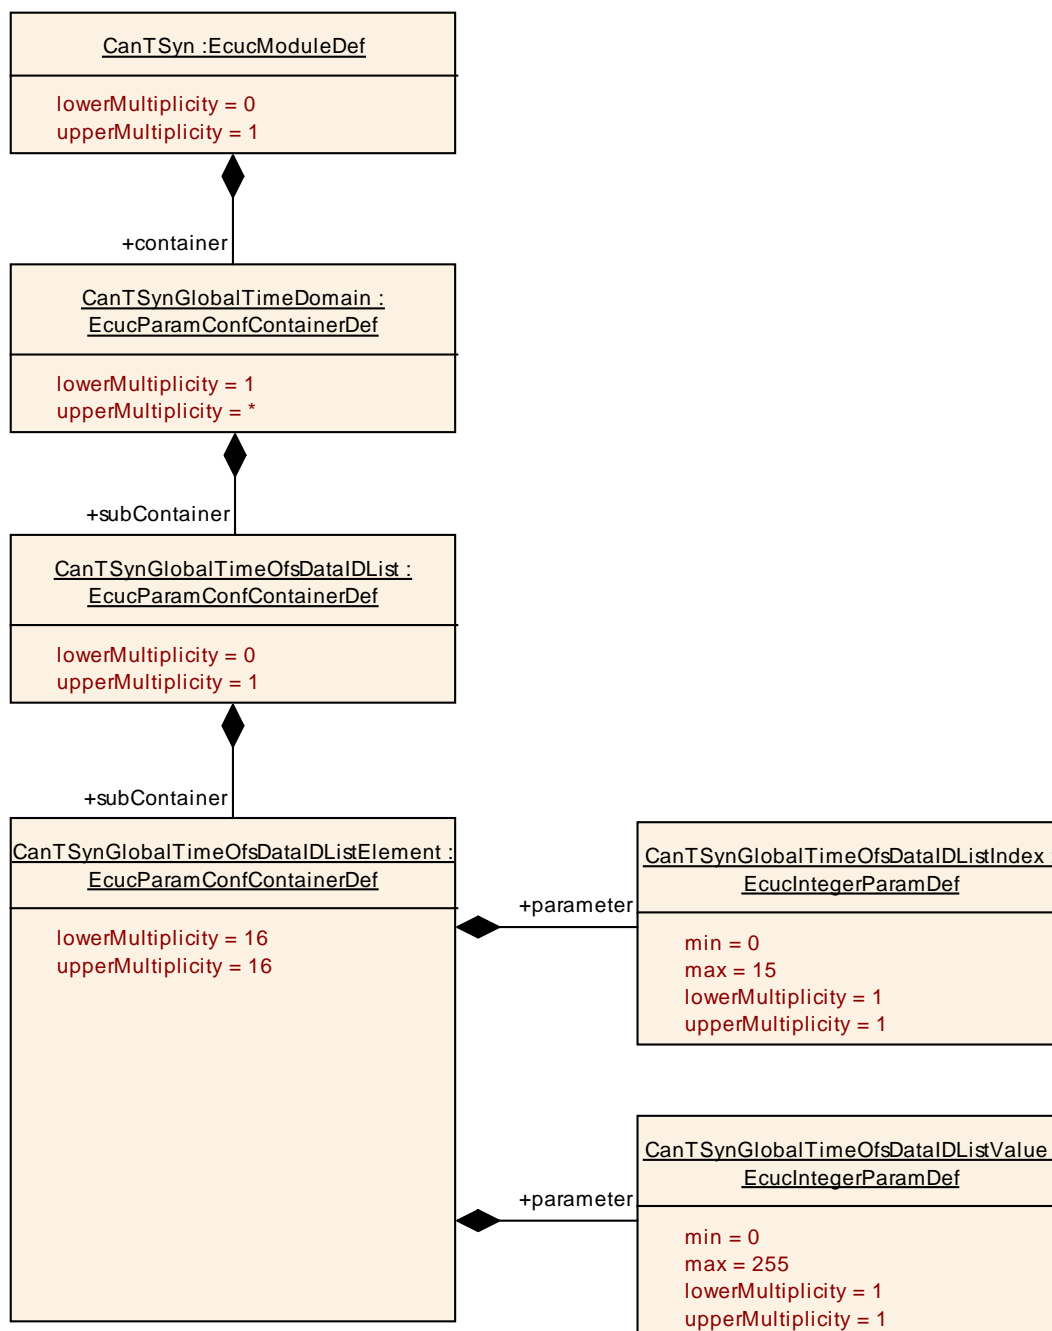 CanTSyn :EcucModuleDef
lowerMultiplicity = 0
upperMultiplicity = 1
+container
CanTSynGlobalTimeDomain :
EcucParamConfContainerDef
lowerMultiplicity = 1
upperMultiplicity = *
+subContainer
CanTSynGlobalTimeOfsDataIDList :
EcucParamConfContainerDef
lowerMultiplicity = 0
upperMultiplicity = 1
+subContainer
CanTSynGlobalTimeOfsDataIDListElement :
EcucParamConfContainerDef
lowerMultiplicity = 16
upperMultiplicity = 16
+parameter
CanTSynGlobalTimeOfsDataIDListIndex
EcucIntegerParamDef
min = 0
max = 15
lowerMultiplicity = 1
upperMultiplicity = 1
+parameter
CanTSynGlobalTimeOfsDataIDListValue
EcucIntegerParamDef
min = 0
max = 255
lowerMultiplicity = 1
upperMultiplicity = 1